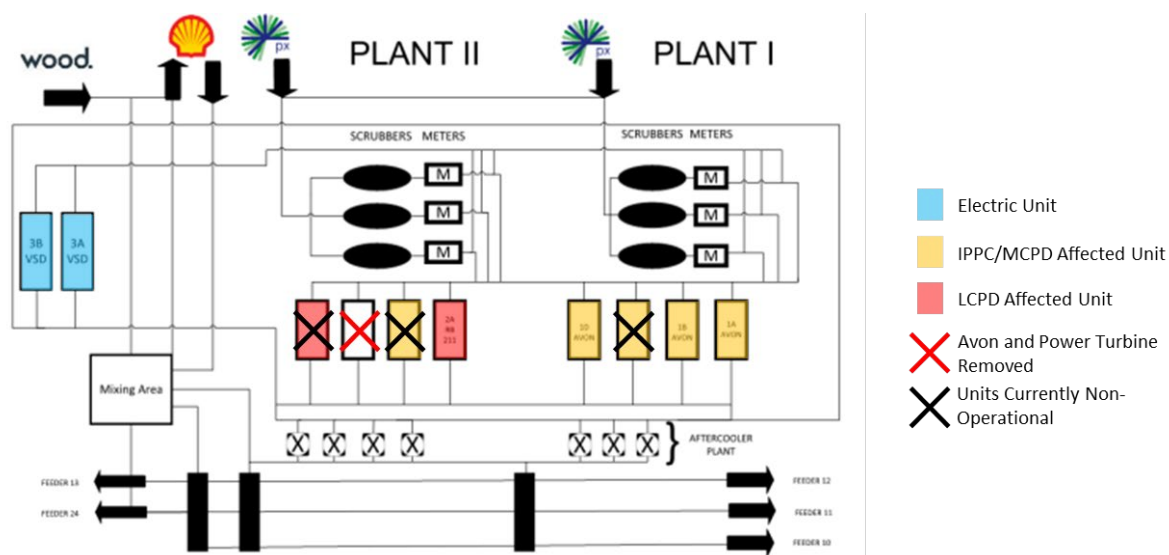 wood.
px
PLANT II
px
PLANT I
SCRUBBERS METERS
SCRUBBERS METERS
M
M
M
M
M
M
3B
VSD
3A
VSD
2A
RB
211
1D
AVON
1B
AVON
1A
AVON
Mixing Area
AFTERCOOLER
PLANT
FEEDER 13
FEEDER 24
FEEDER 12
FEEDER 11
FEEDER 10
Electric Unit
IPPC/MCPD Affected Unit
LCPD Affected Unit
Avon and Power Turbine
Removed
Units Currently Non-
Operational